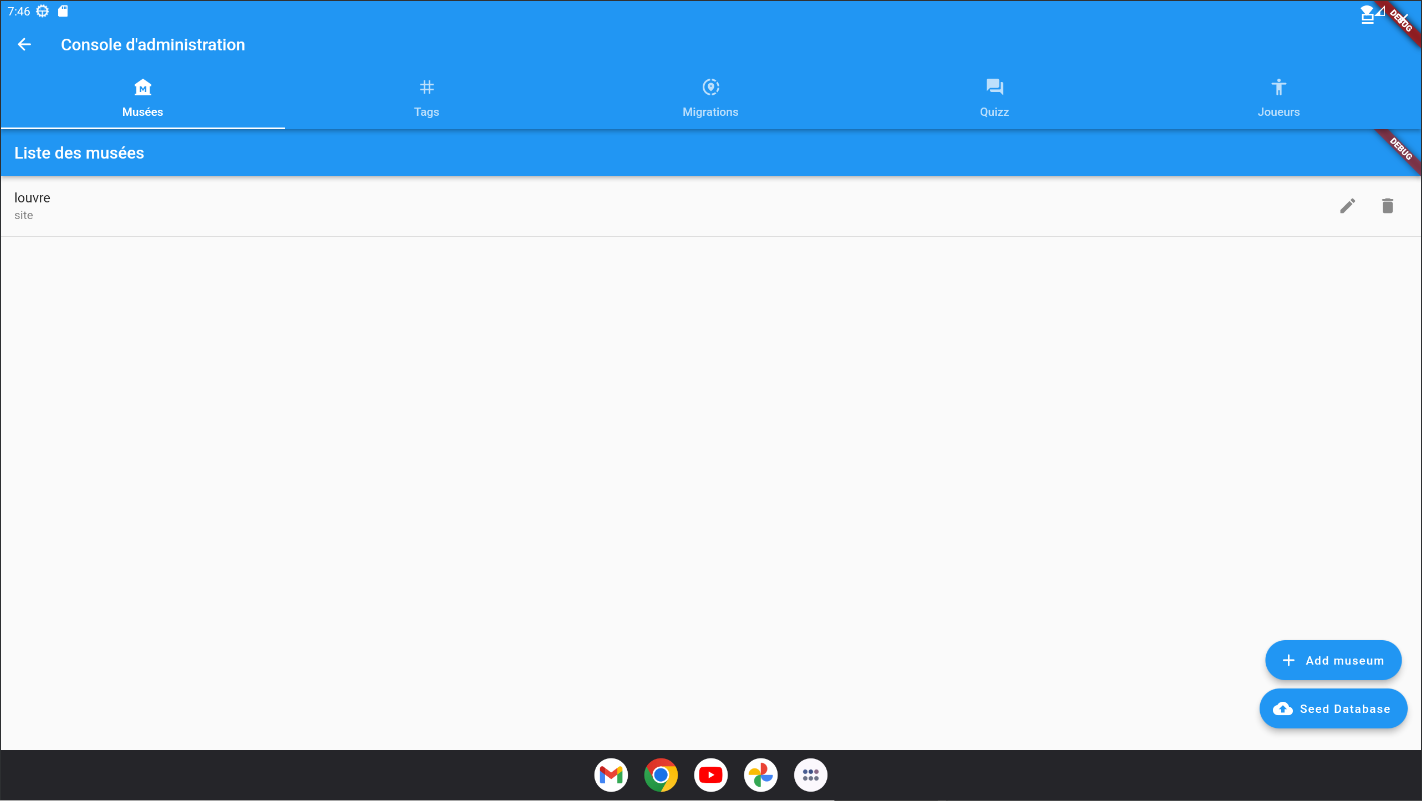 7:46
DEBUG
Console d'administration
Musées
Tags
Migrations
Quizz
Joueurs
Liste des musées
DEBUG
louvre
site
Add museum
Seed Database